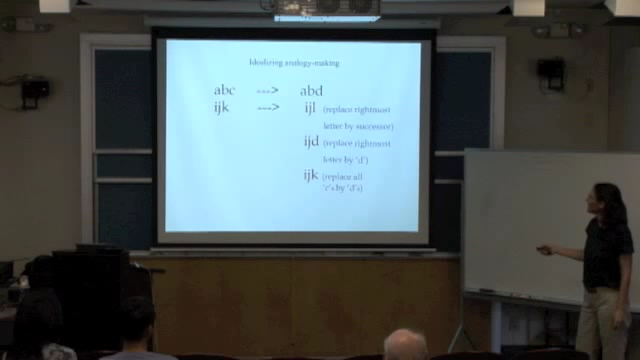 Idealizing analogy-making
abc ---> abd
ijk ---> ijl (replace rightmost
letter by successor)
ijd (replace rightmost
letter by 'd')
ijk (replace all
'c's by 'd's)